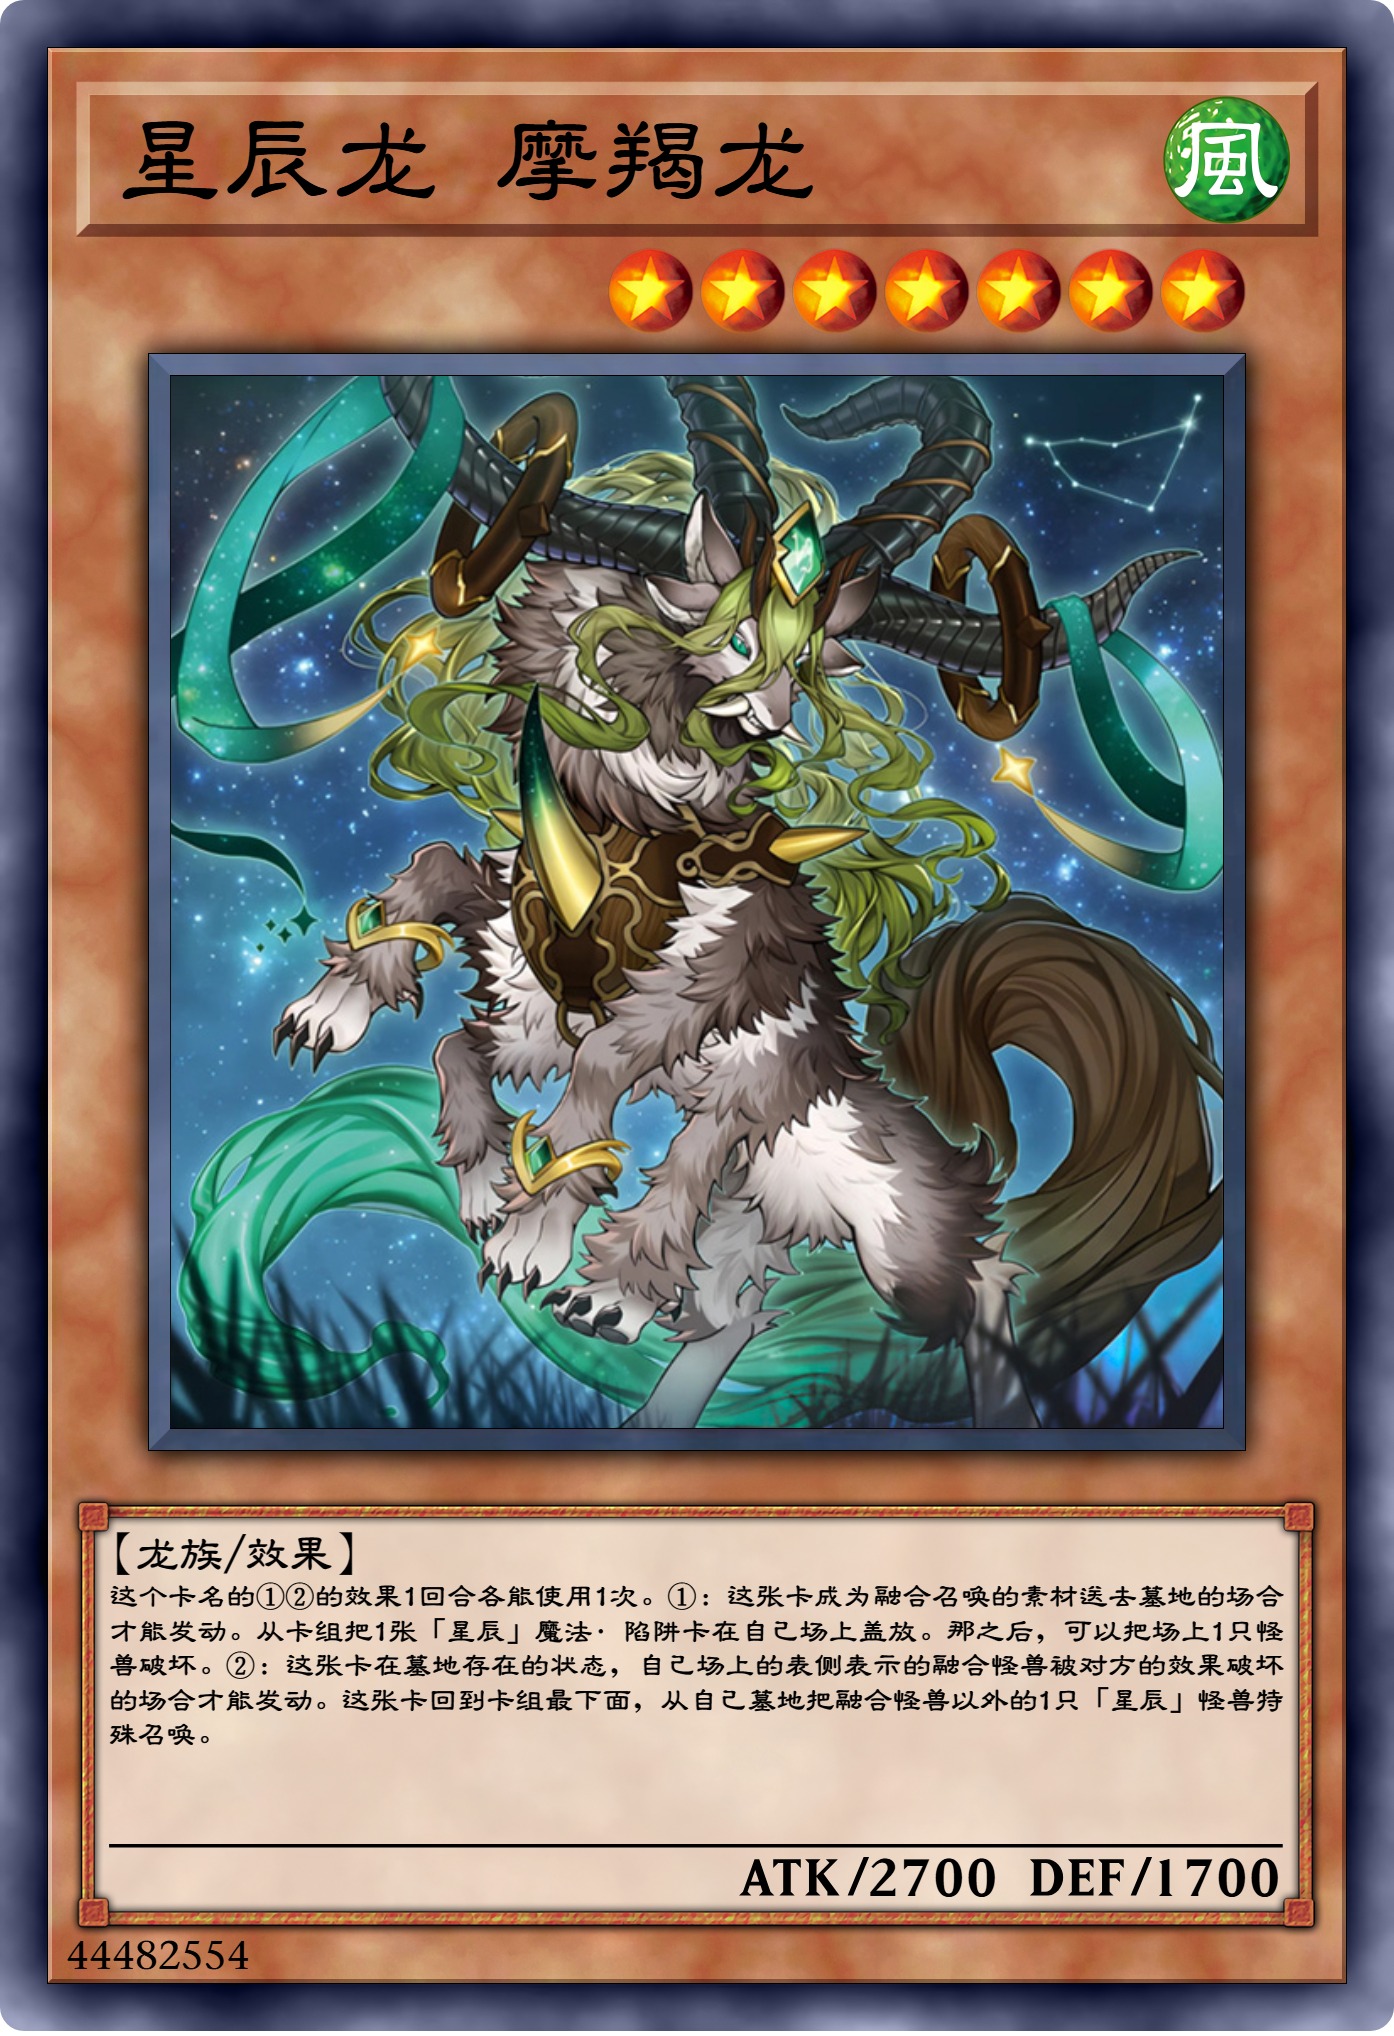 星辰龙 摩羯龙
風
【龙族/效果】
这个卡名的①②的效果1回合各能使用1次。①：这张卡成为融合召唤的素材送去墓地的场合
才能发动。从卡组把1张「星辰」魔法·陷阱卡在自己场上盖放。那之后，可以把场上1只怪
兽破坏。②：这张卡在墓地存在的状态，自己场上的表侧表示的融合怪兽被对方的效果破坏
的场合才能发动。这张卡回到卡组最下面，从自己墓地把融合怪兽以外的1只「星辰」怪兽特
殊召唤。
ATK/2700 DEF/1700
44482554